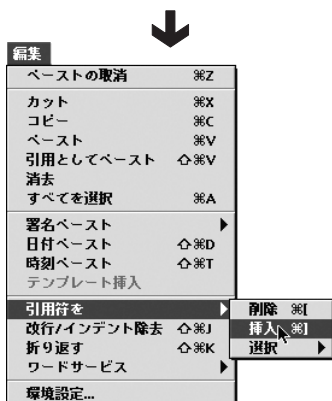 編集
ペーストの取消 ⌘Z
カット ⌘X
コピー ⌘C
ペースト ⌘V
引用としてペースト ⇧⌘V
消去
すべてを選択 ⌘A
署名ペースト
日付ペースト ⇧⌘D
時刻ペースト ⇧⌘T
テンプレート挿入
引用符を
削除 ⌘[
改行/インデント除去 ⇧⌘J
挿入 ⌘]
折り返す ⇧⌘K
選択
ワードサービス
環境設定...